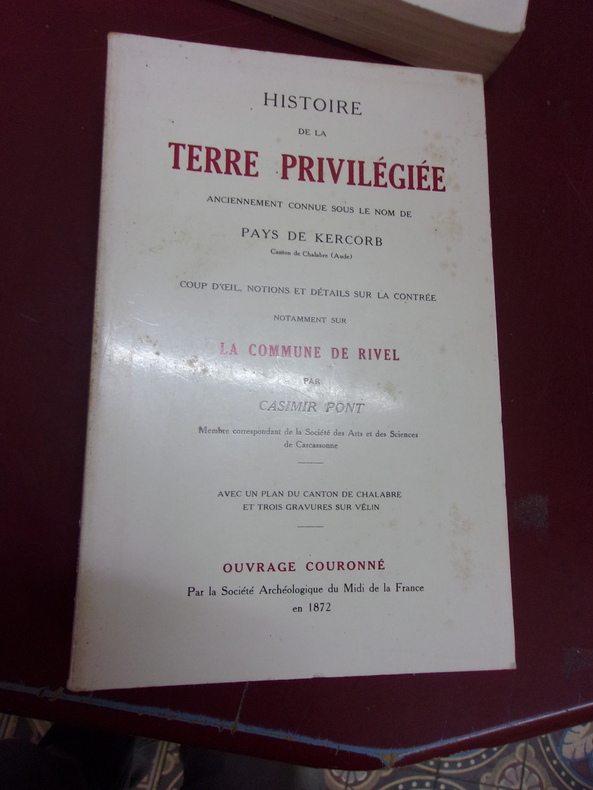 HISTOIRE
DE LA
TERRE PRIVILÉGIÉE
ANCIENNEMENT CONNUE SOUS LE NOM DE
PAYS DE KERCORB
Canton de Chalabre (Aude)
COUP D'ŒIL, NOTIONS ET DÉTAILS SUR LA CONTRÉE
NOTAMMENT SUR
LA COMMUNE DE RIVEL
PAR
CASIMIR PONT
Membre correspondant de la Société des Arts et des Sciences
de Carcassonne
AVEC UN PLAN DU CANTON DE CHALABRE
ET TROIS GRAVURES SUR VÉLIN
OUVRAGE COURONNÉ
Par la Société Archéologique du Midi de la France
en 1872